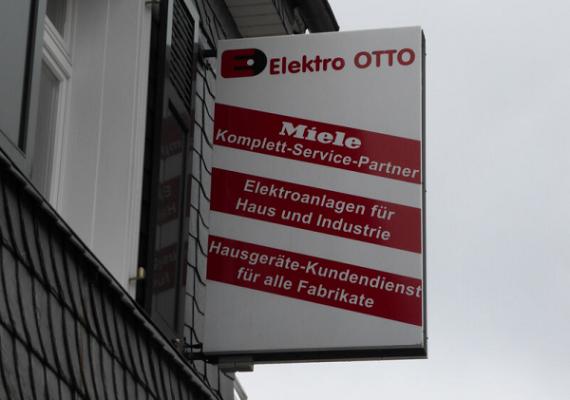 Elektro OTTO
Miele
Komplett-Service-Partner
Elektroanlagen für
Haus und Industrie
Hausgeräte-Kundendienst
für alle Fabrikate